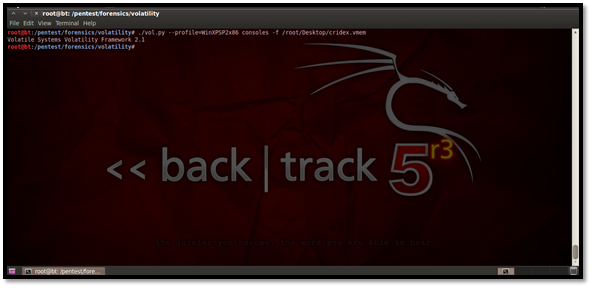 root@bt: /pentest/forensics/volatility
File Edit View Terminal Help
root@bt:/pentest/forensics/volatility# ./vol.py --profile=WinXPSP2x86 consoles -f /root/Desktop/cridex.vmem
Volatile Systems Volatility Framework 2.1
root@bt:/pentest/forensics/volatility#
<< back | track 5 r3
the quieter you become, the more you are able to hear
root@bt: /pentest/fore...